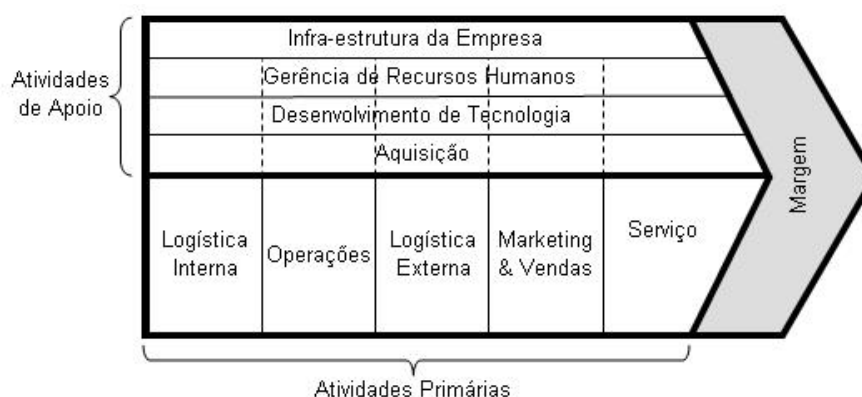 Infra-estrutura da Empresa
Gerência de Recursos Humanos
Atividades
de Apoio
Desenvolvimento de Tecnologia
Aquisição
Margem
Logística
Interna
Operações
Logística
Externa
Marketing
& Vendas
Serviço
Atividades Primárias